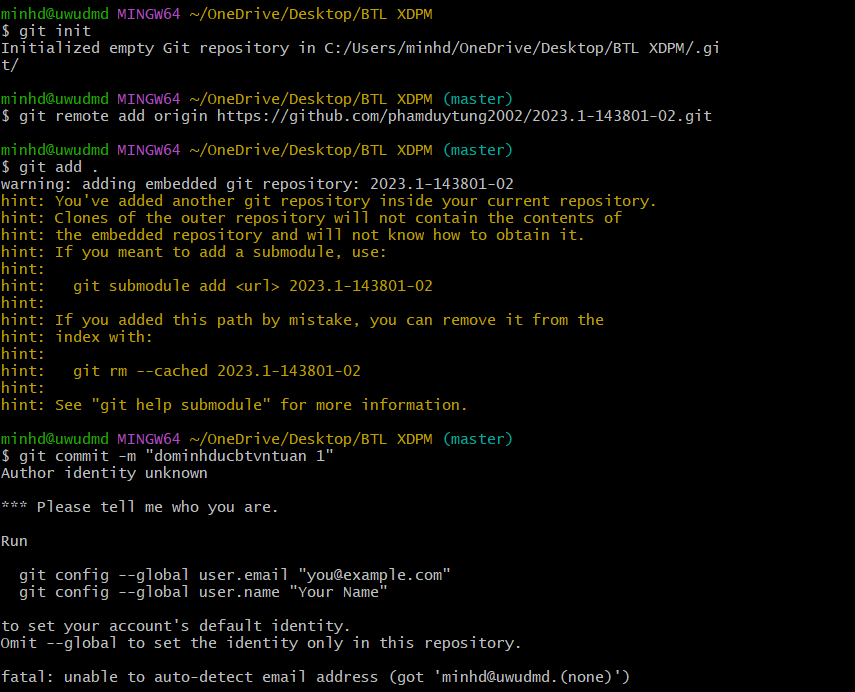 minhd@uwudmd MINGW64 ~/OneDrive/Desktop/BTL XDPM
$ git init
Initialized empty Git repository in C:/Users/minhd/OneDrive/Desktop/BTL XDPM/.gi
t/

minhd@uwudmd MINGW64 ~/OneDrive/Desktop/BTL XDPM (master)
$ git remote add origin https://github.com/phamduytung2002/2023.1-143801-02.git

minhd@uwudmd MINGW64 ~/OneDrive/Desktop/BTL XDPM (master)
$ git add .
warning: adding embedded git repository: 2023.1-143801-02
hint: You've added another git repository inside your current repository.
hint: Clones of the outer repository will not contain the contents of
hint: the embedded repository and will not know how to obtain it.
hint: If you meant to add a submodule, use:
hint:
hint:   git submodule add <url> 2023.1-143801-02
hint:
hint: If you added this path by mistake, you can remove it from the
hint: index with:
hint:
hint:   git rm --cached 2023.1-143801-02
hint:
hint: See "git help submodule" for more information.

minhd@uwudmd MINGW64 ~/OneDrive/Desktop/BTL XDPM (master)
$ git commit -m "dominhducbtvntuan 1"
Author identity unknown

*** Please tell me who you are.

Run

  git config --global user.email "you@example.com"
  git config --global user.name "Your Name"

to set your account's default identity.
Omit --global to set the identity only in this repository.

fatal: unable to auto-detect email address (got 'minhd@uwudmd.(none)')